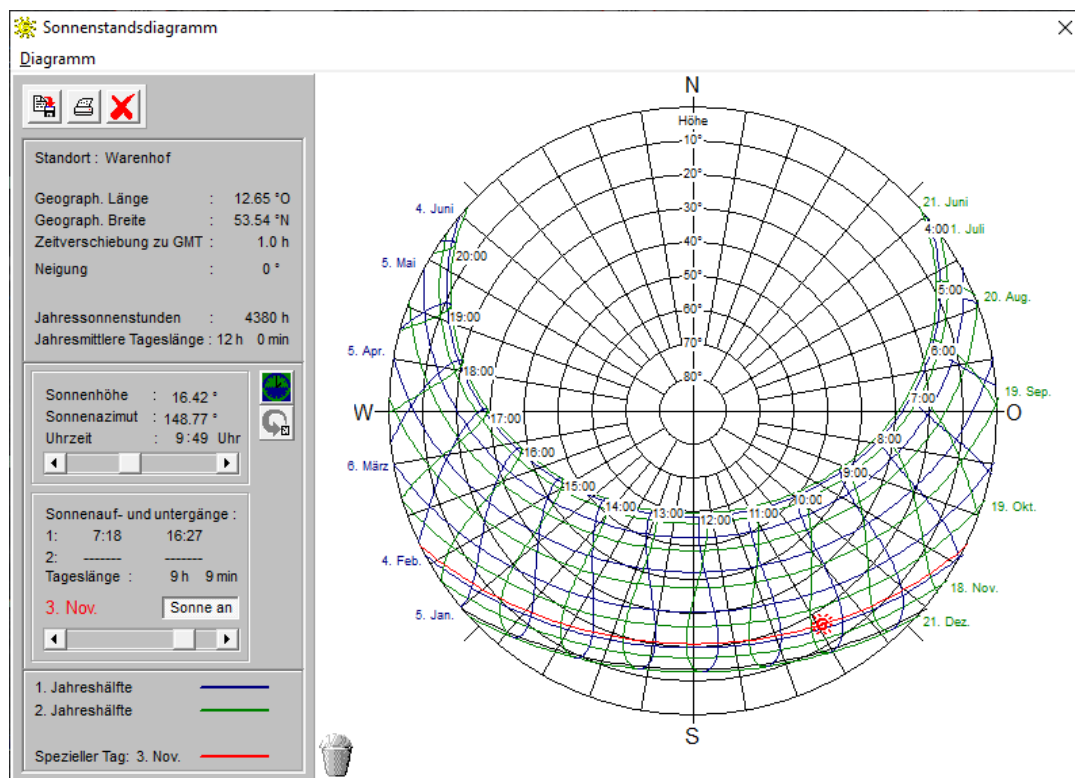 Sonnenstandsdiagramm
Diagramm
Standort : Warenhof
Geograph. Länge : 12.65 °O
Geograph. Breite : 53.54 °N
Zeitverschiebung zu GMT : 1.0 h
Neigung : 0 °
Jahressonnenstunden : 4380 h
Jahresmittlere Tageslänge : 12 h 0 min
Sonnenhöhe : 16.42 °
Sonnenazimut : 148.77 °
Uhrzeit : 9:49 Uhr
Sonnenauf- und untergänge :
1: 7:18 16:27
2: ------- -------
Tageslänge : 9 h 9 min
3. Nov. Sonne an
1. Jahreshälfte
2. Jahreshälfte
Spezieller Tag: 3. Nov.
N
Höhe
10°
20°
30°
40°
50°
60°
70°
80°
4. Juni
5. Mai
5. Apr.
W
6. März
4. Feb.
5. Jan.
21. Juni
1. Juli
20. Aug.
19. Sep.
O
19. Okt.
18. Nov.
21. Dez.
4:00
5:00
6:00
7:00
8:00
9:00
10:00
11:00
12:00
13:00
14:00
15:00
16:00
17:00
18:00
19:00
20:00
S